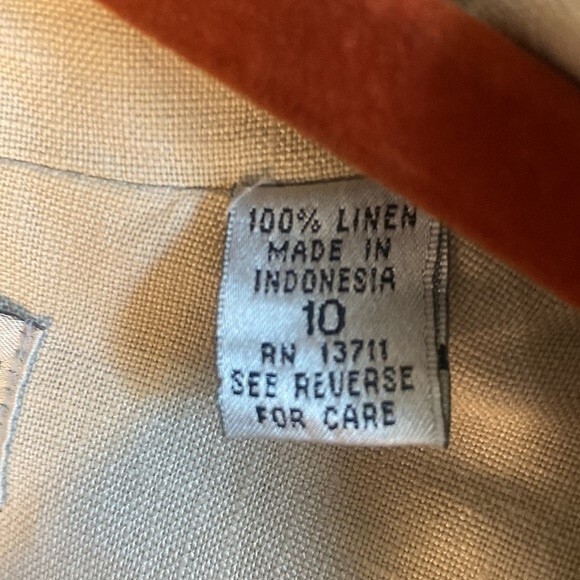 100% LINEN
MADE IN
INDONESIA
10
RN 13711
SEE REVERSE
FOR CARE